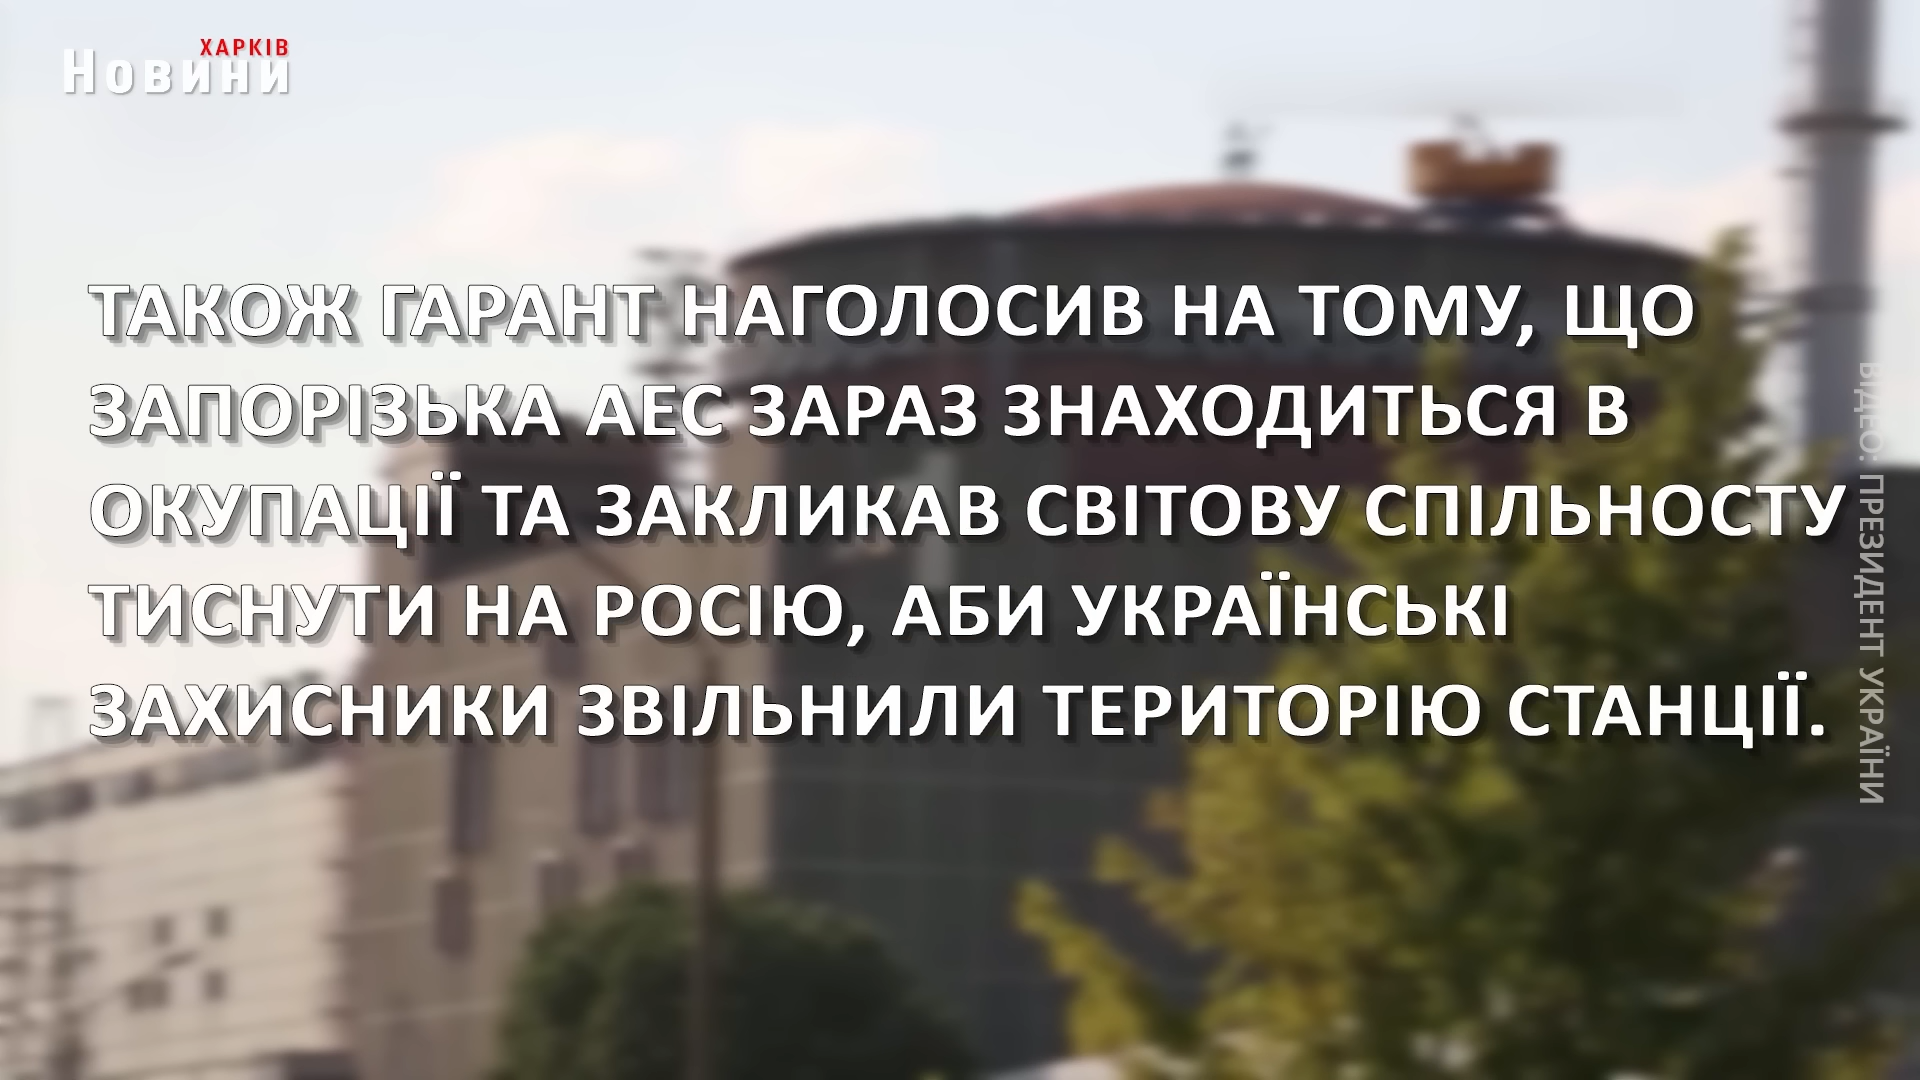 ХАРКІВ
Новини
ТАКОЖ ГАРАНТ НАГОЛОСИВ НА ТОМУ, ЩО
ЗАПОРІЗЬКА АЕС ЗАРАЗ ЗНАХОДИТЬСЯ В
ОКУПАЦІЇ ТА ЗАКЛИКАВ СВІТОВУ СПІЛЬНОСТУ
ТИСНУТИ НА РОСІЮ, АБИ УКРАЇНСЬКІ
ЗАХИСНИКИ ЗВІЛЬНИЛИ ТЕРИТОРІЮ СТАНЦІЇ.
ВІДЕО: ПРЕЗИДЕНТ УКРАЇНИ